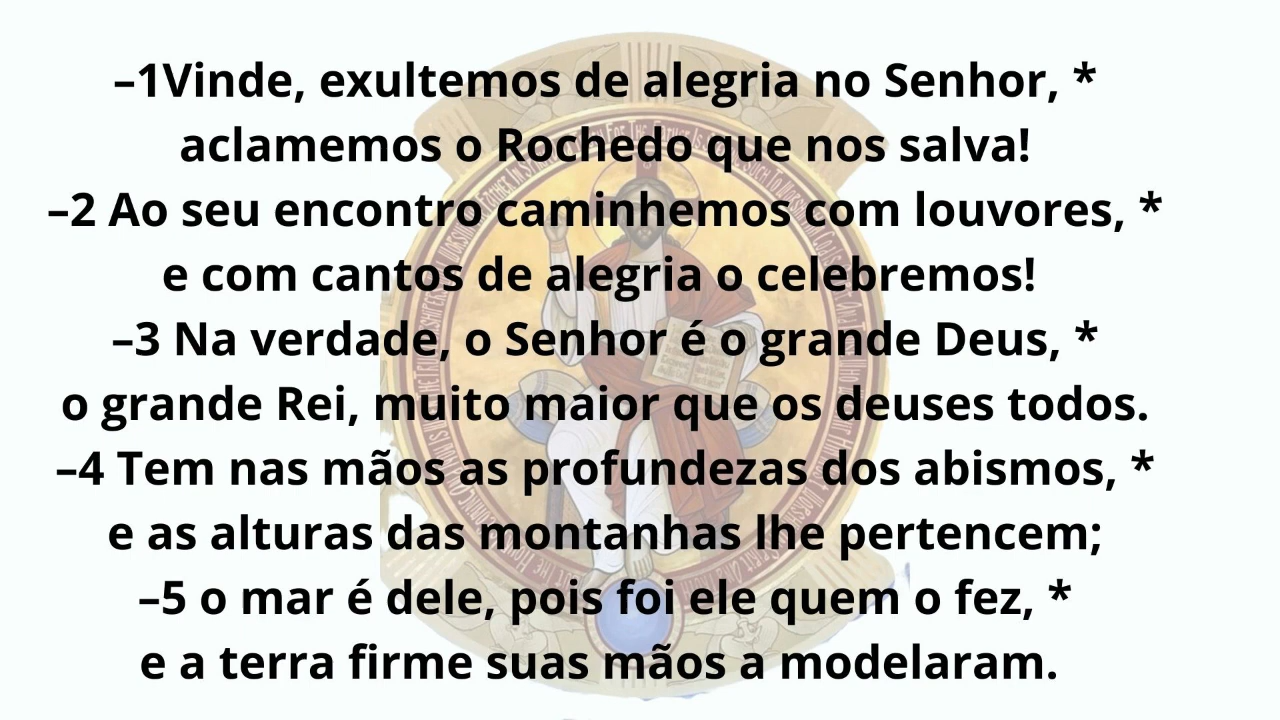 –1Vinde, exultemos de alegria no Senhor, *
aclamemos o Rochedo que nos salva!
–2 Ao seu encontro caminhemos com louvores, *
e com cantos de alegria o celebremos!
–3 Na verdade, o Senhor é o grande Deus, *
o grande Rei, muito maior que os deuses todos.
–4 Tem nas mãos as profundezas dos abismos, *
e as alturas das montanhas lhe pertencem;
–5 o mar é dele, pois foi ele quem o fez, *
e a terra firme suas mãos a modelaram.